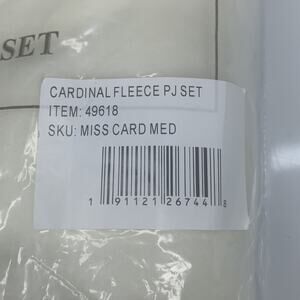 SET
CARDINAL FLEECE PJ SET
ITEM: 49618
SKU: MISS CARD MED
1 91121 26744 8